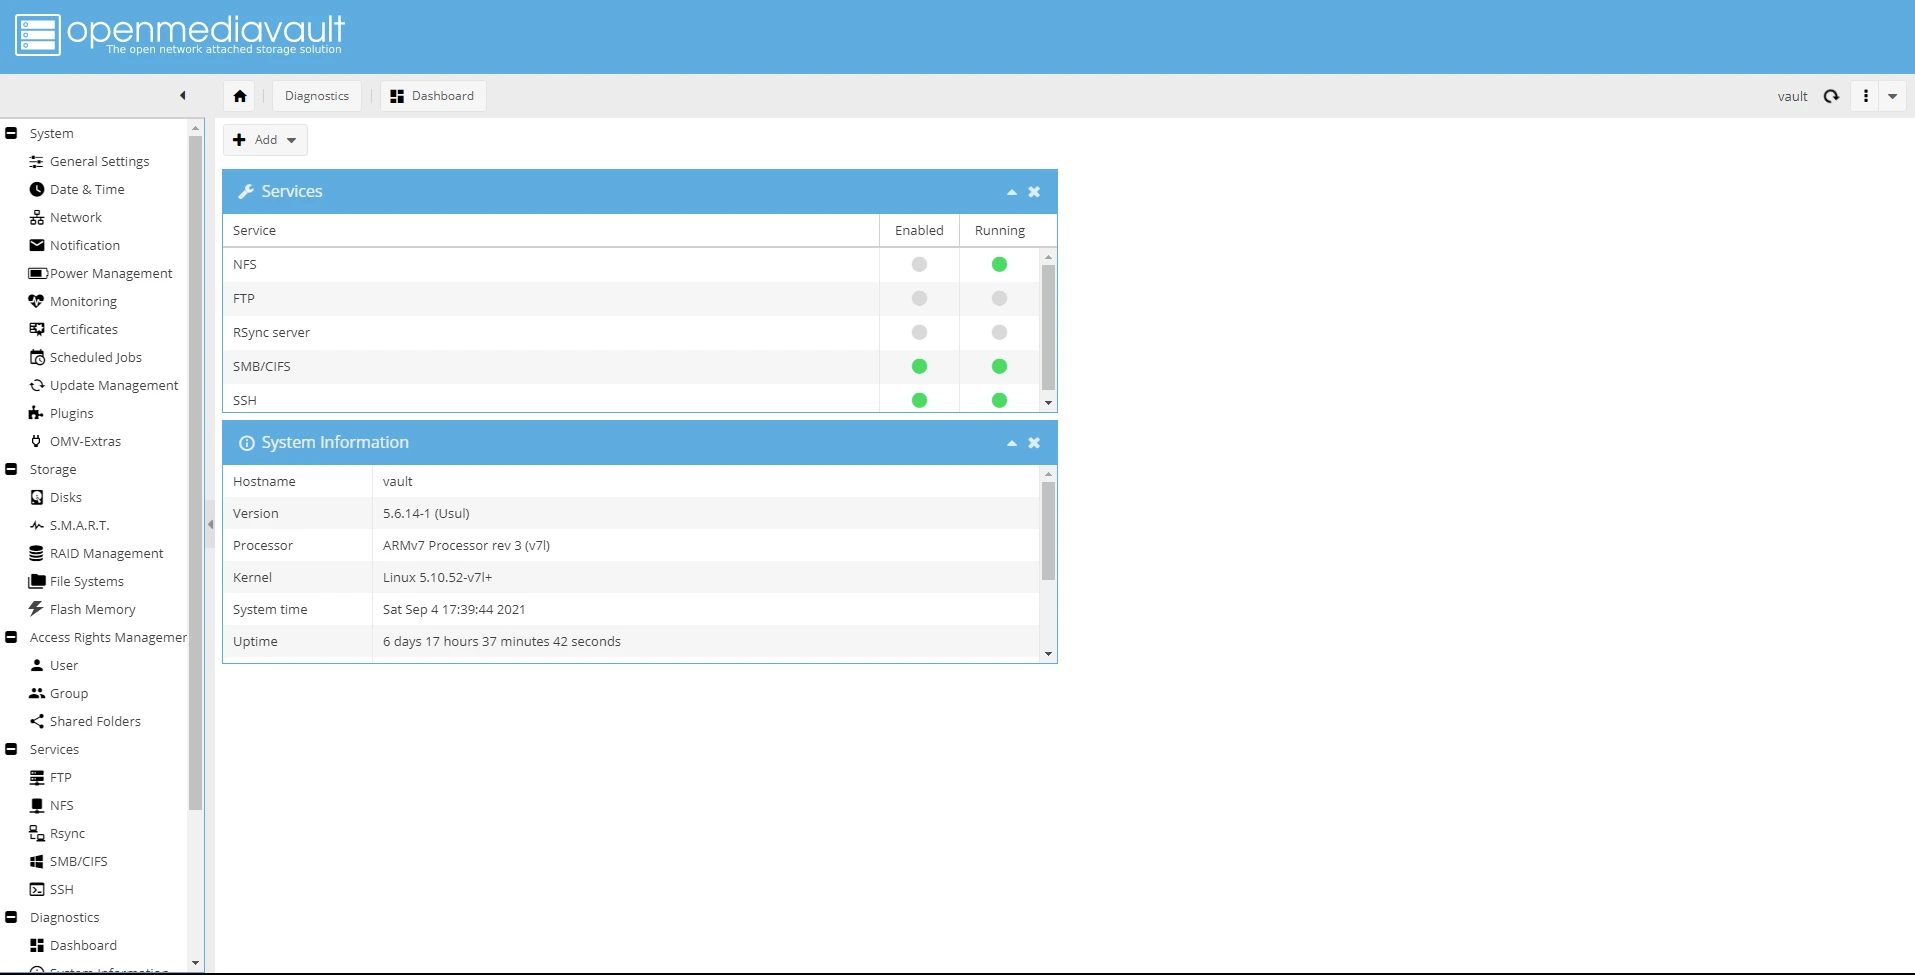 openmediavault
The open network attached storage solution
Diagnostics
Dashboard
vault
System
General Settings
Date & Time
Network
Notification
Power Management
Monitoring
Certificates
Scheduled Jobs
Update Management
Plugins
OMV-Extras
Storage
Disks
S.M.A.R.T.
RAID Management
File Systems
Flash Memory
Access Rights Managemer
User
Group
Shared Folders
Services
FTP
NFS
Rsync
SMB/CIFS
SSH
Diagnostics
Dashboard
System Information
Add
Services
Service Enabled Running
NFS
FTP
RSync server
SMB/CIFS
SSH
System Information
Hostname vault
Version 5.6.14-1 (Usul)
Processor ARMv7 Processor rev 3 (v7l)
Kernel Linux 5.10.52-v7l+
System time Sat Sep 4 17:39:44 2021
Uptime 6 days 17 hours 37 minutes 42 seconds